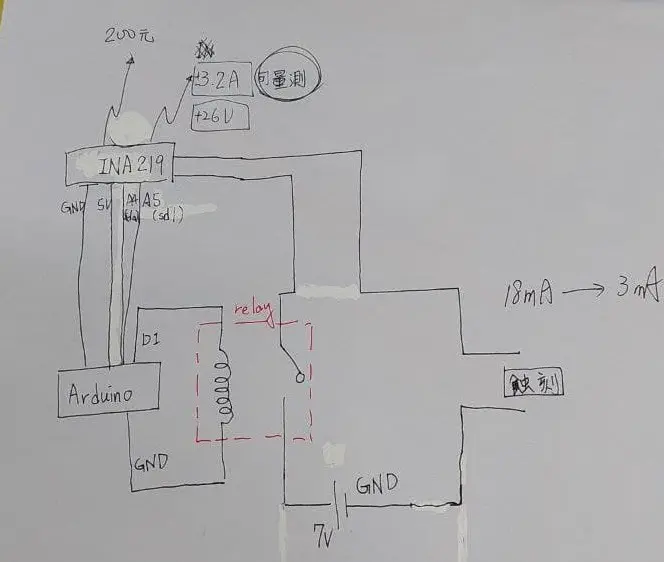 200元
±3.2A 可量測
+26V
INA219
GND 5V A4 A5
(sdl)
relay
18mA → 3mA
D1
Arduino
蝕刻
GND
GND
7V